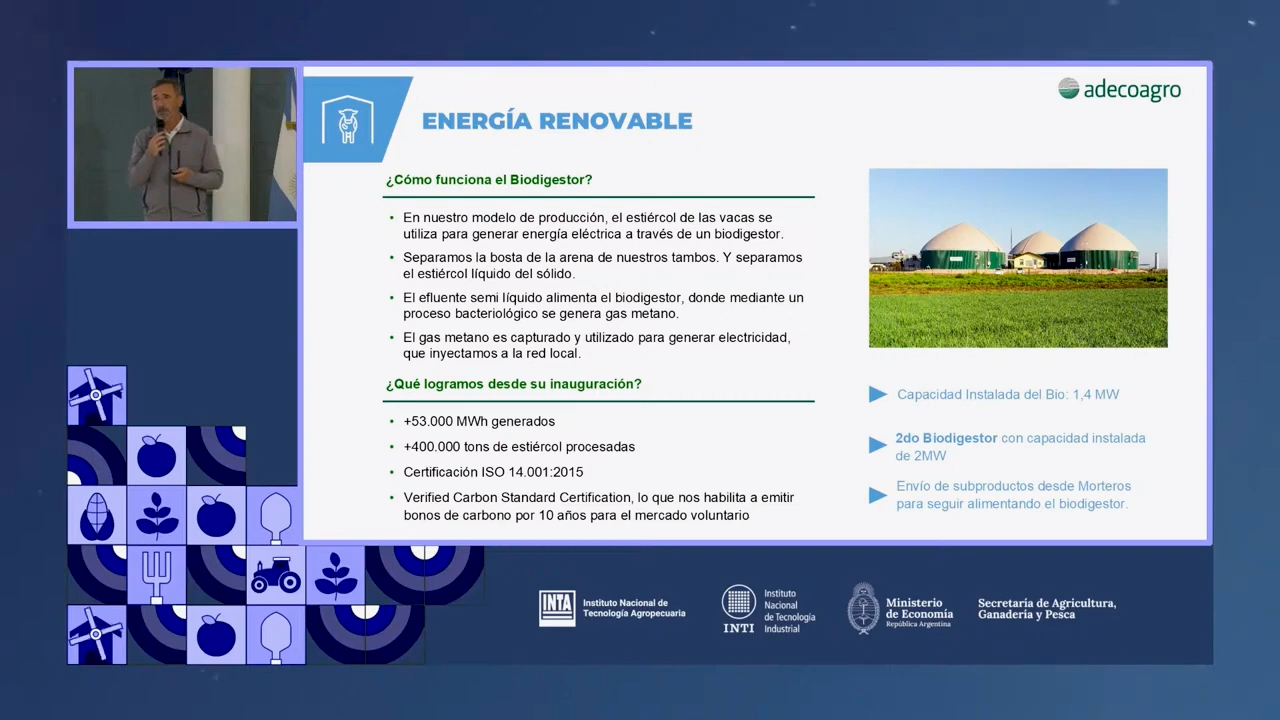 adecoagro
ENERGÍA RENOVABLE
¿Cómo funciona el Biodigestor?
• En nuestro modelo de producción, el estiércol de las vacas se
utiliza para generar energía eléctrica a través de un biodigestor.
• Separamos la bosta de la arena de nuestros tambos. Y separamos
el estiércol líquido del sólido.
• El efluente semi líquido alimenta el biodigestor, donde mediante un
proceso bacteriológico se genera gas metano.
• El gas metano es capturado y utilizado para generar electricidad,
que inyectamos a la red local.
¿Qué logramos desde su inauguración?
• +53.000 MWh generados
• +400.000 tons de estiércol procesadas
• Certificación ISO 14.001:2015
• Verified Carbon Standard Certification, lo que nos habilita a emitir
bonos de carbono por 10 años para el mercado voluntario
Capacidad Instalada del Bio: 1,4 MW
2do Biodigestor con capacidad instalada
de 2MW
Envío de subproductos desde Morteros
para seguir alimentando el biodigestor.
INTA
Instituto Nacional de
Tecnología Agropecuaria
INTI
Instituto
Nacional
de Tecnología
Industrial
Ministerio
de Economía
República Argentina
Secretaría de Agricultura,
Ganadería y Pesca